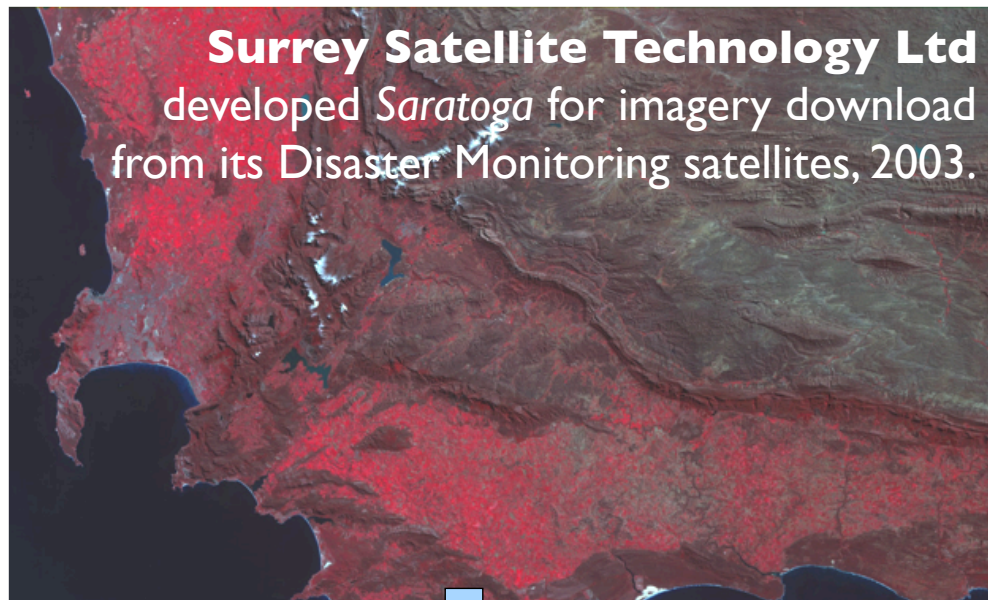 Surrey Satellite Technology Ltd
developed Saratoga for imagery download
from its Disaster Monitoring satellites, 2003.